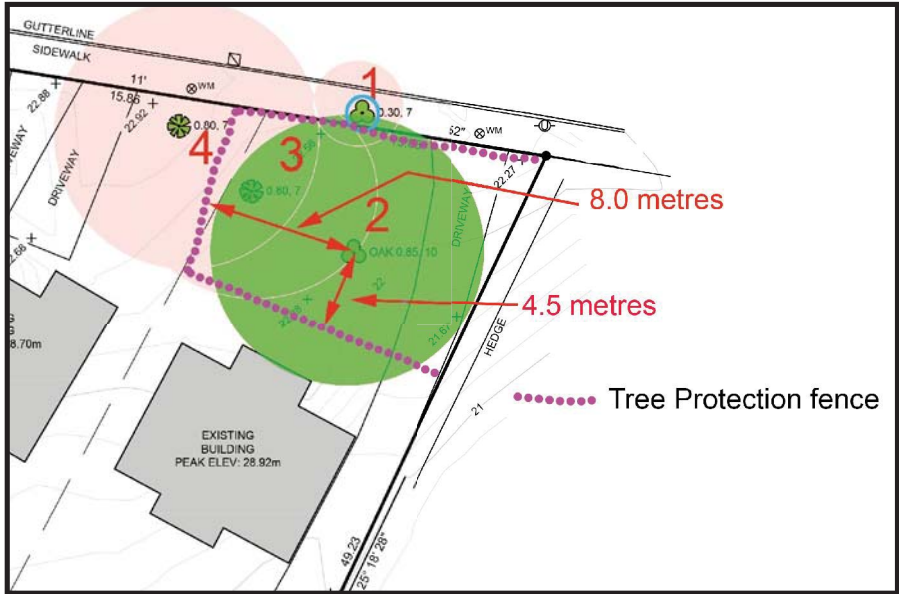 GUTTERLINE
SIDEWALK
1
11'
15.86
WM
0.30, 7
22.88
22.92
0.80, 7
52"
WM
4
3
22.27
DRIVEWAY
DRIVEWAY
0.80, 7
8.0 metres
2
OAK 0.85, 10
DRIVEWAY
22
4.5 metres
21.67
HEDGE
8.70m
Tree Protection fence
21
EXISTING
BUILDING
PEAK ELEV: 28.92m
49.23
25° 18' 28"